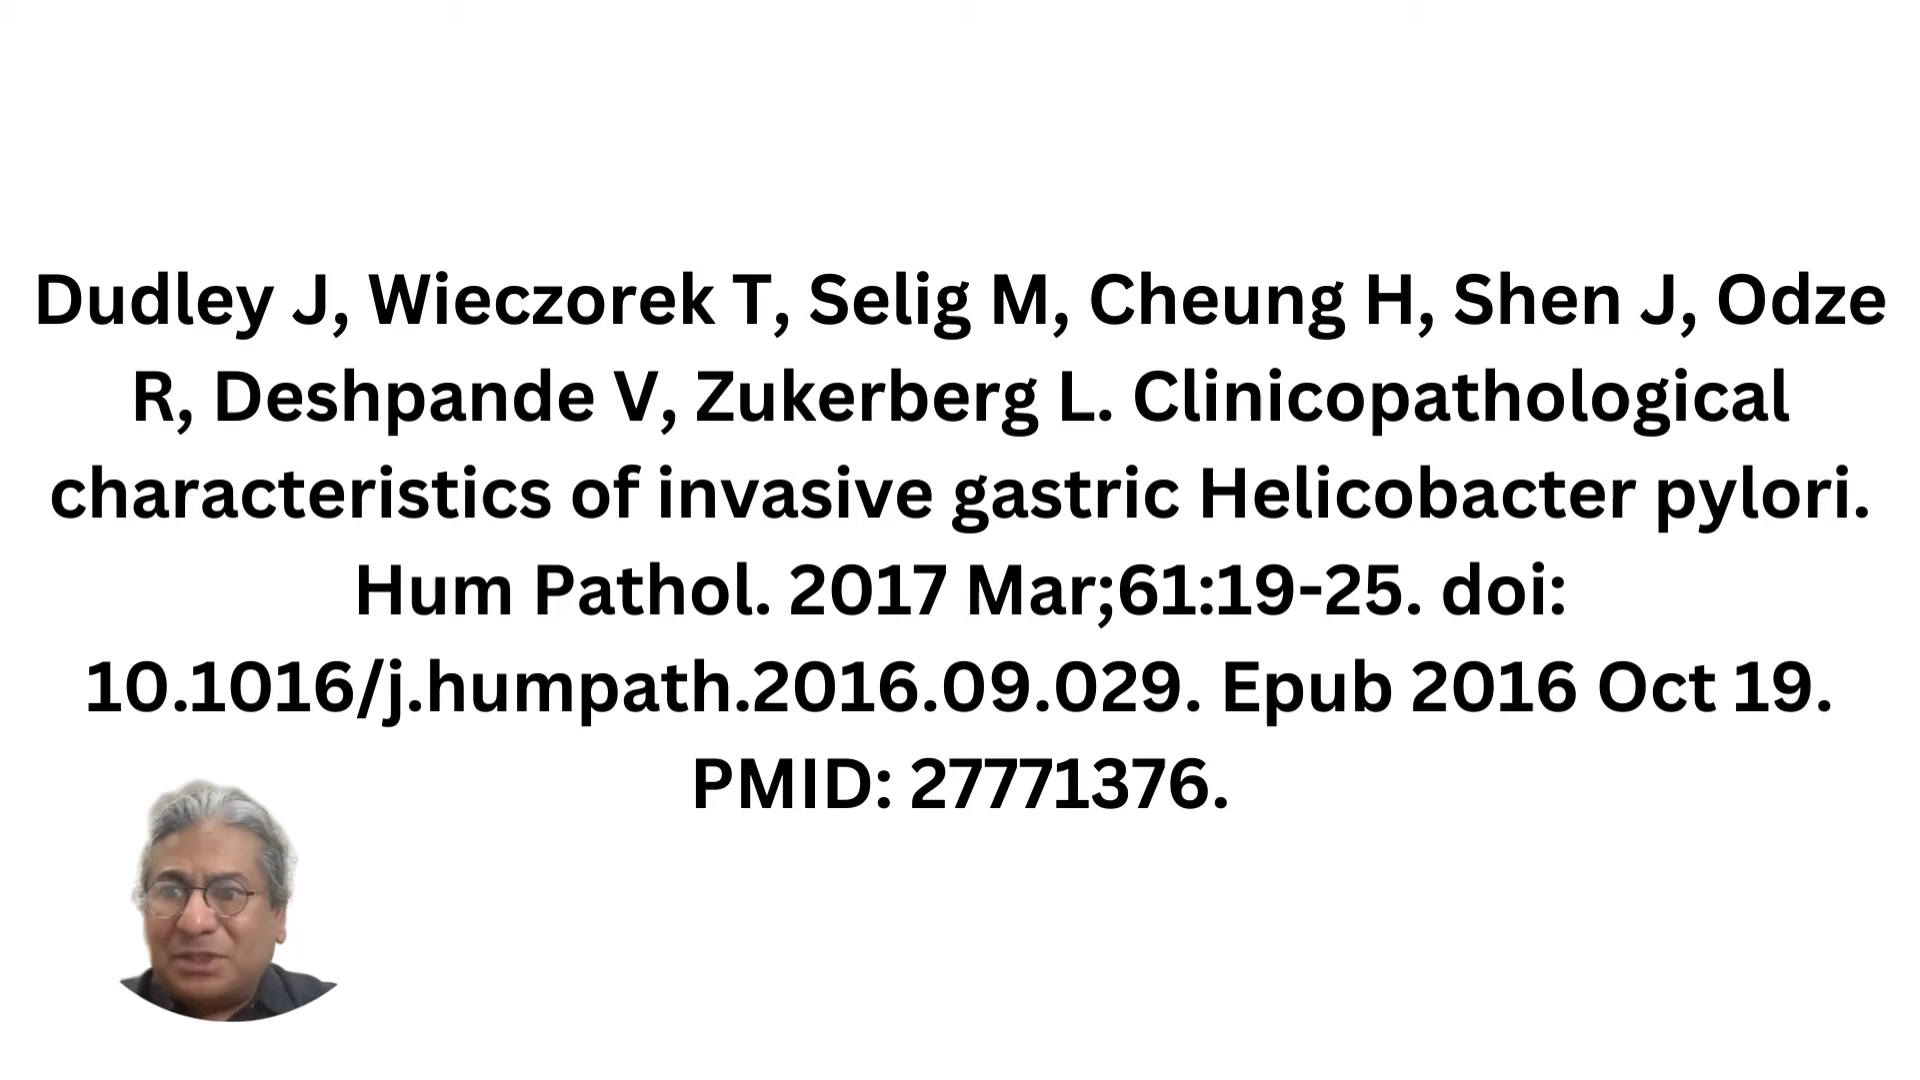 Dudley J, Wieczorek T, Selig M, Cheung H, Shen J, Odze
R, Deshpande V, Zukerberg L. Clinicopathological
characteristics of invasive gastric Helicobacter pylori.
Hum Pathol. 2017 Mar;61:19-25. doi:
10.1016/j.humpath.2016.09.029. Epub 2016 Oct 19.
PMID: 27771376.